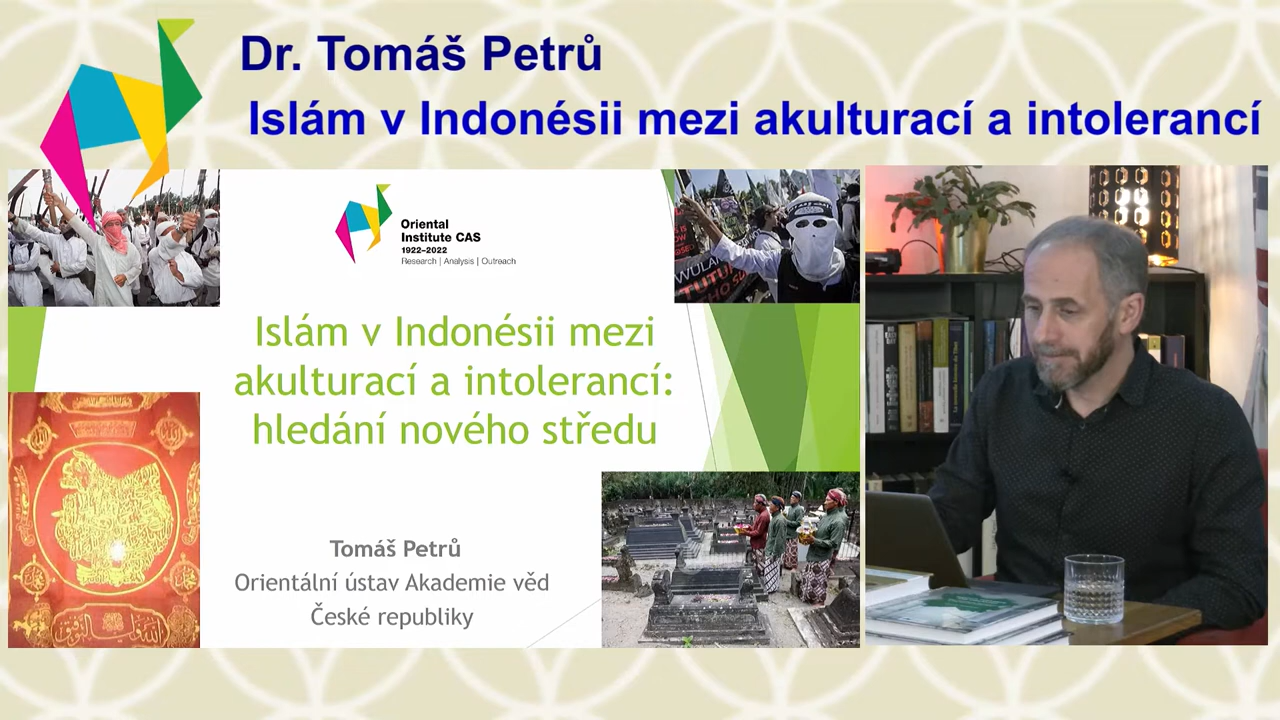 Dr. Tomáš Petrů
Islám v Indonésii mezi akulturací a intolerancí
Oriental
Institute CAS
1922–2022
Research | Analysis | Outreach
Islám v Indonésii mezi
akulturací a intolerancí:
hledání nového středu
Tomáš Petrů
Orientální ústav Akademie věd
České republiky